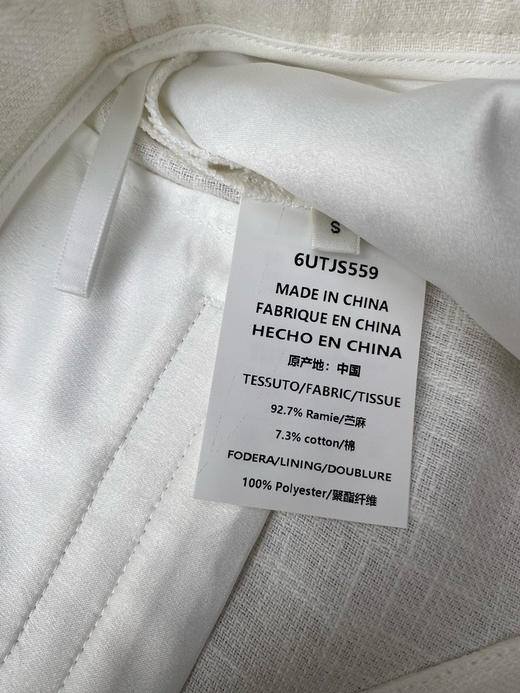 S
6UTJS559
MADE IN CHINA
FABRIQUE EN CHINA
HECHO EN CHINA
原产地：中国
TESSUTO/FABRIC/TISSUE
92.7% Ramie/苎麻
7.3% cotton/棉
FODERA/LINING/DOUBLURE
100% Polyester/聚酯纤维